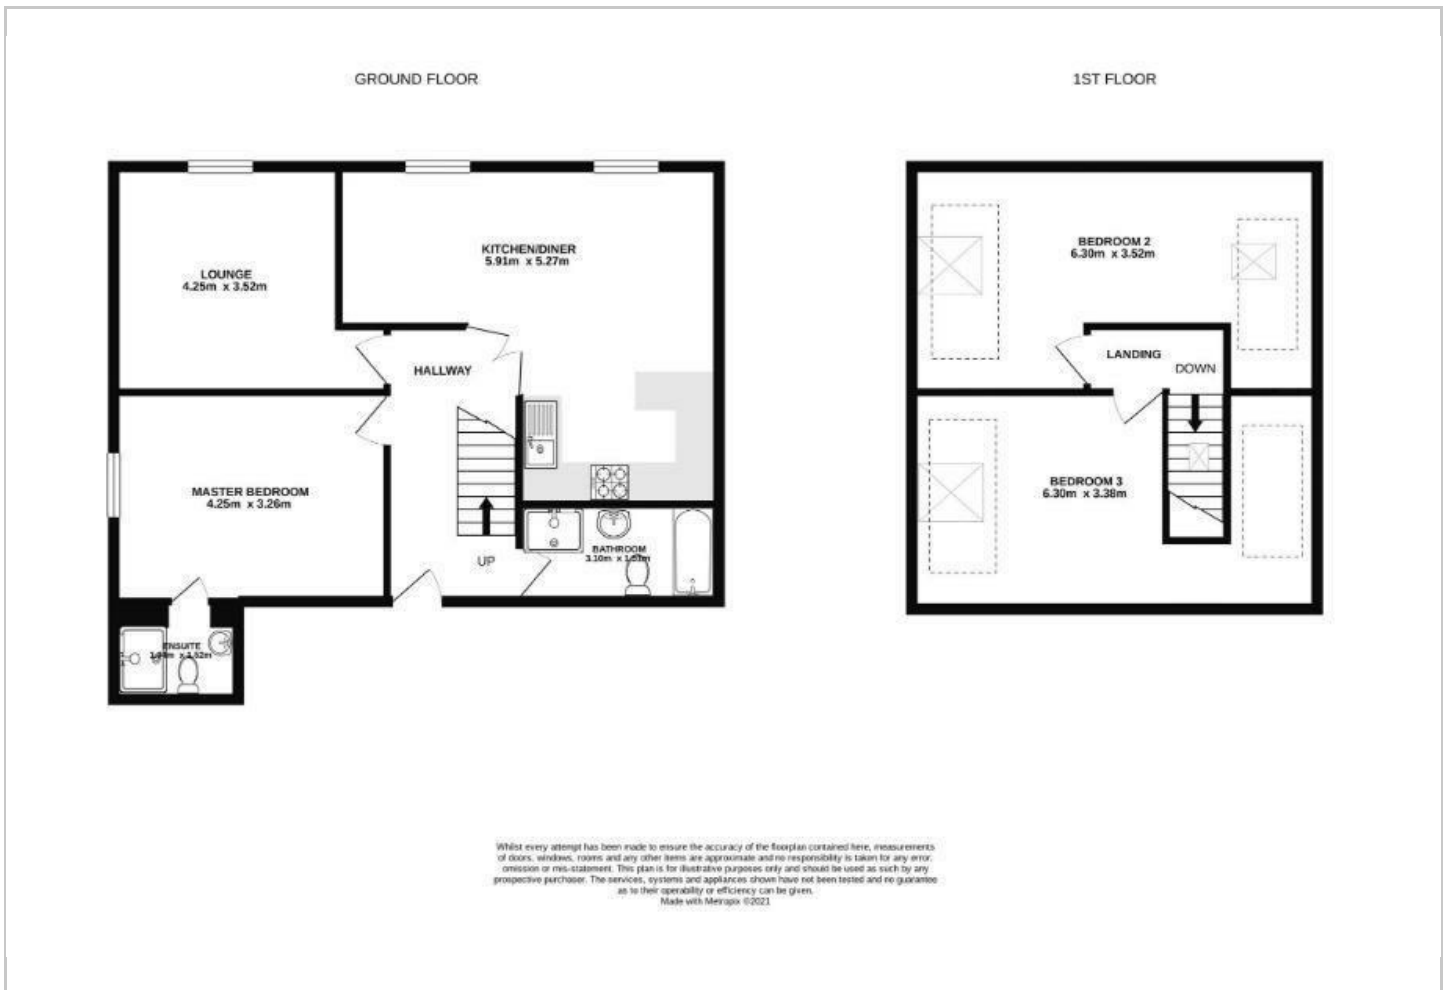 GROUND FLOOR
1ST FLOOR
LOUNGE
4.25m x 3.52m
KITCHEN/DINER
5.91m x 5.27m
HALLWAY
MASTER BEDROOM
4.25m x 3.26m
UP
BATHROOM
3.10m x
ENSUITE
x 1.52m
BEDROOM 2
6.30m x 3.52m
LANDING
DOWN
BEDROOM 3
6.30m x 3.38m
Whilst every attempt has been made to ensure the accuracy of the floorplan contained here, measurements
of doors, windows, rooms and any other items are approximate and no responsibility is taken for any error,
omission or mis-statement. This plan is for illustrative purposes only and should be used as such by any
prospective purchaser. The services, systems and appliances shown have not been tested and no guarantee
as to their operability or efficiency can be given.
Made with Metropix ©2021